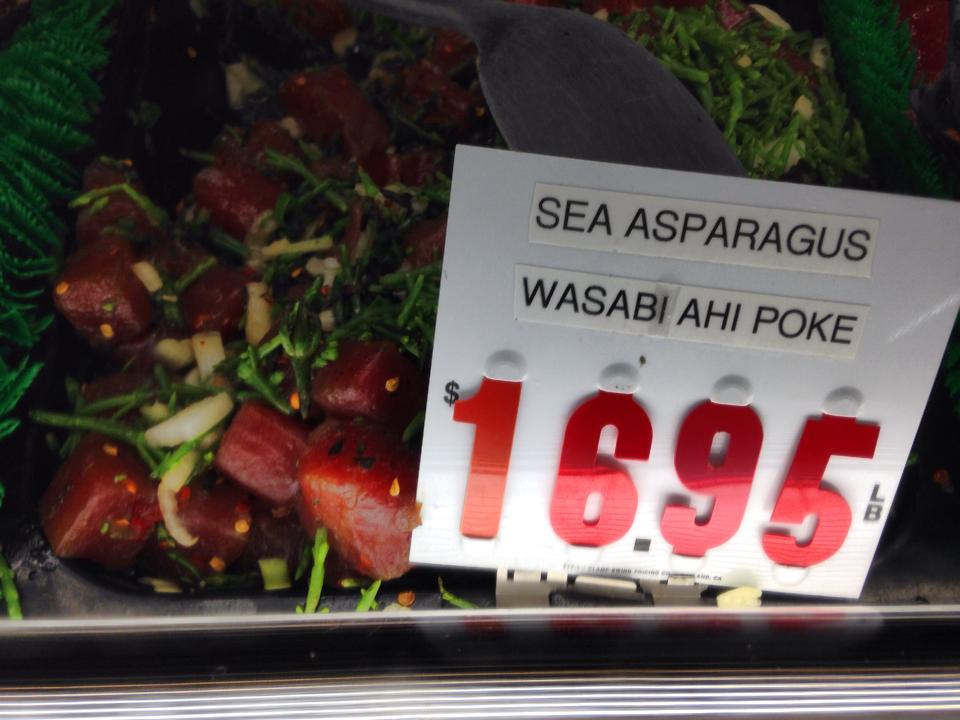 SEA ASPARAGUS
WASABI AHI POKE
$16.95 LB